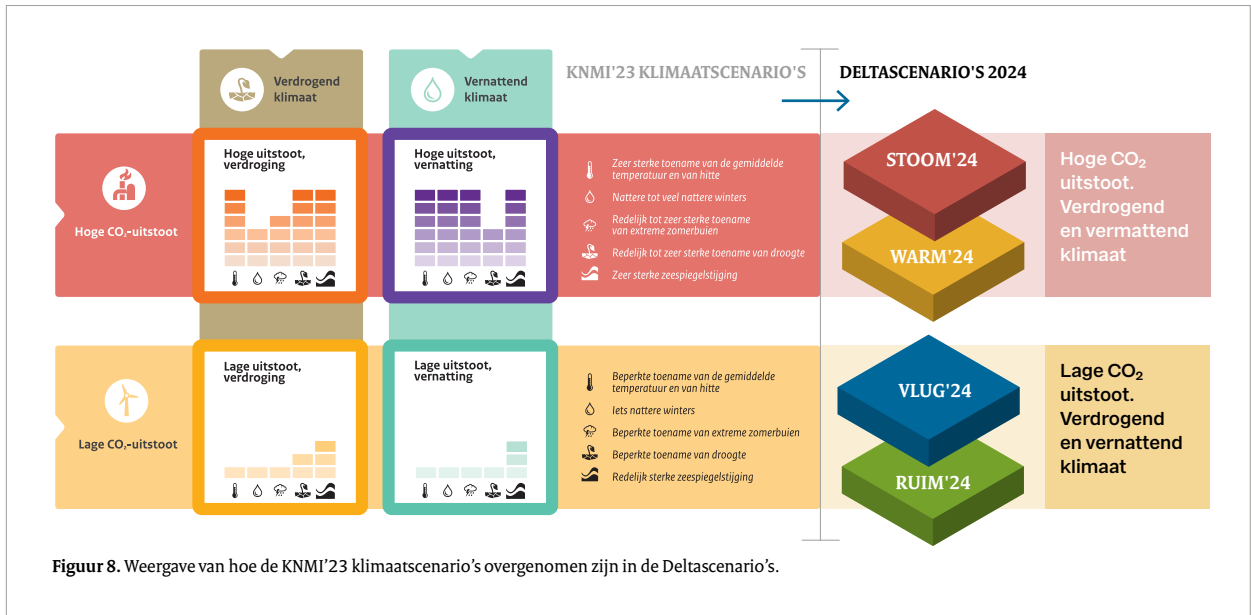 Verdrogend
klimaat
Vernattend
klimaat
KNMI'23 KLIMAATSCENARIO'S
DELTASCENARIO'S 2024
Hoge CO₂-uitstoot
Hoge uitstoot,
verdroging
Hoge uitstoot,
vernatting
Zeer sterke toename van de gemiddelde
temperatuur en van hitte
Nattere tot veel nattere winters
Redelijk tot zeer sterke toename
van extreme zomerbuien
Redelijk tot zeer sterke toename van droogte
Zeer sterke zeespiegelstijging
STOOM'24
WARM'24
Hoge CO₂
uitstoot.
Verdrogend
en vermattend
klimaat
Lage CO₂-uitstoot
Lage uitstoot,
verdroging
Lage uitstoot,
vernatting
Beperkte toename van de gemiddelde
temperatuur en van hitte
Iets nattere winters
Beperkte toename van extreme zomerbuien
Beperkte toename van droogte
Redelijk sterke zeespiegelstijging
VLUG'24
RUIM'24
Lage CO₂
uitstoot.
Verdrogend
en vernattend
klimaat
Figuur 8. Weergave van hoe de KNMI'23 klimaatscenario's overgenomen zijn in de Deltascenario's.